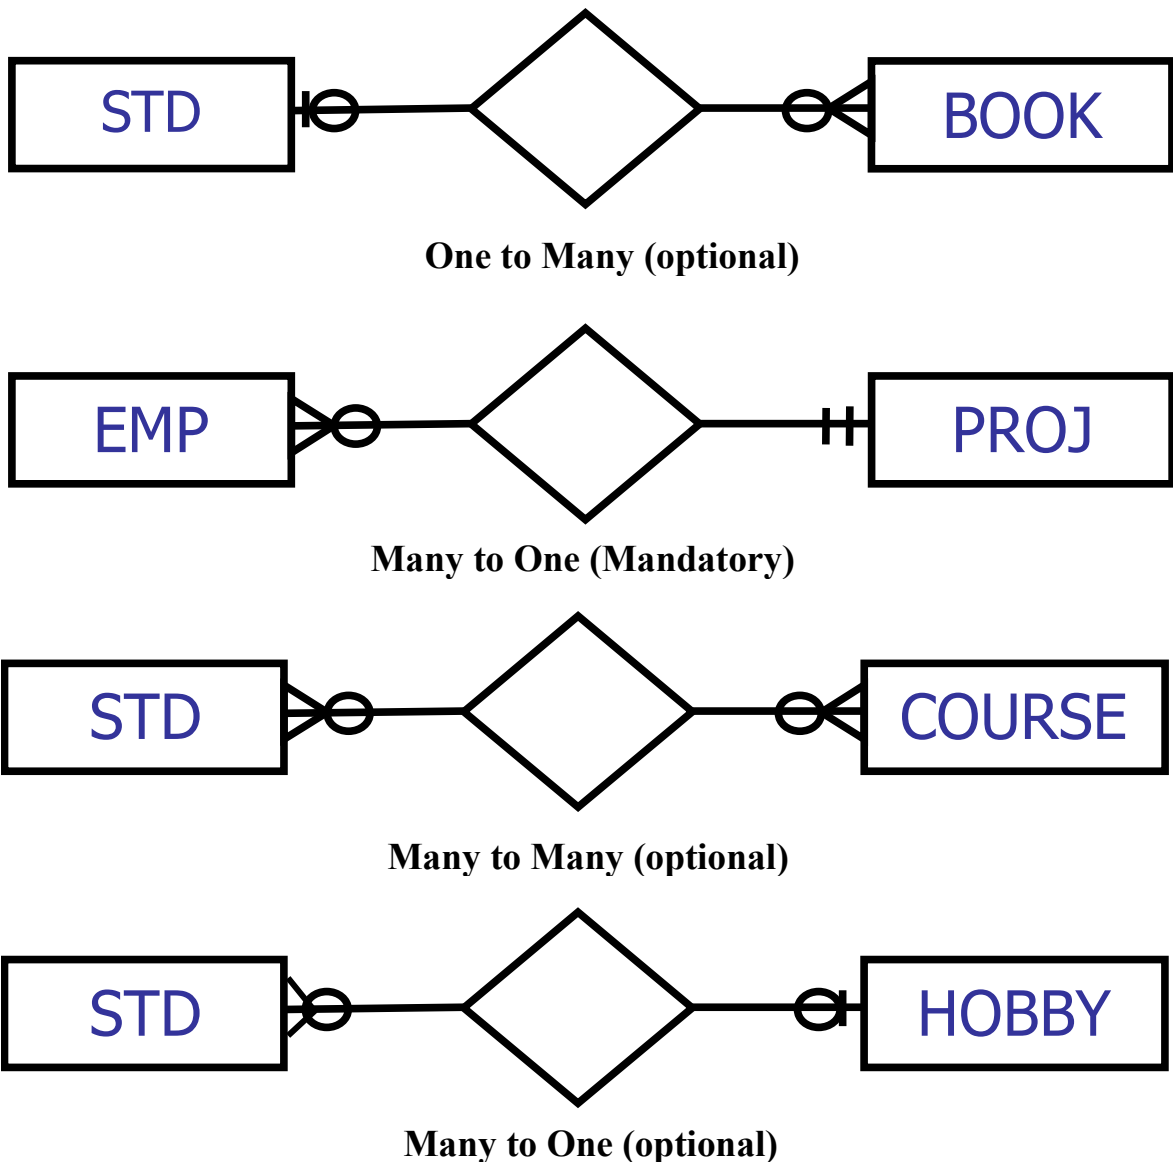 STD BOOK
One to Many (optional)
EMP PROJ
Many to One (Mandatory)
STD COURSE
Many to Many (optional)
STD HOBBY
Many to One (optional)